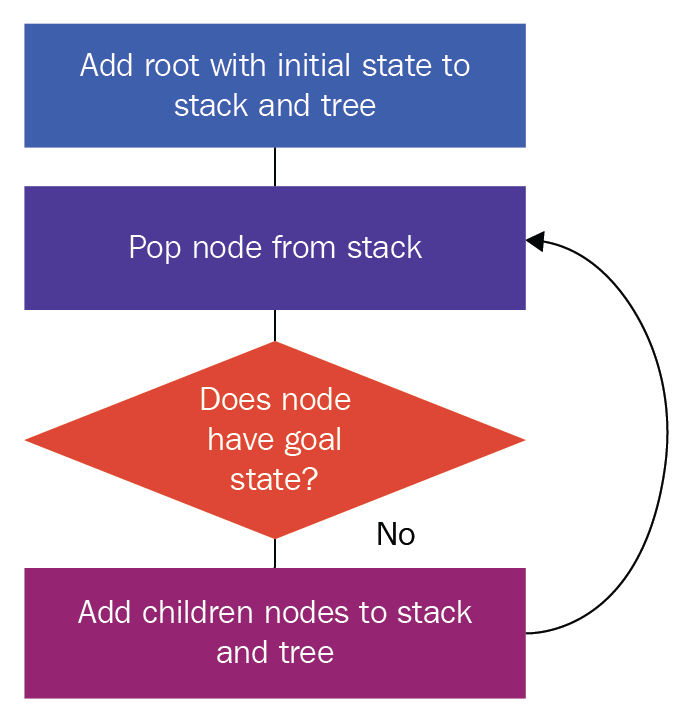 Add root with initial state to
stack and tree
Pop node from stack
Does node
have goal
state?
No
Add children nodes to stack
and tree